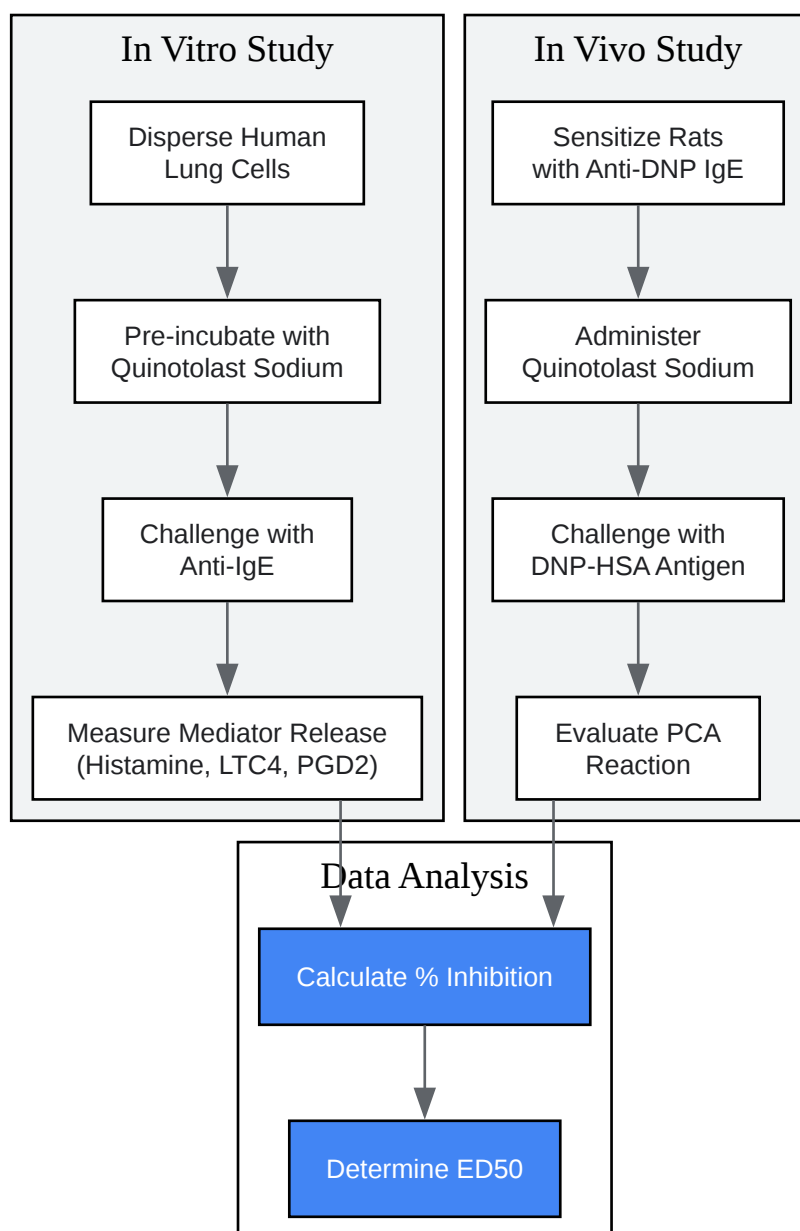 In Vitro Study
Disperse Human
Lung Cells
Pre-incubate with
Quinotolast Sodium
Challenge with
Anti-IgE
Measure Mediator Release
(Histamine, LTC4, PGD2)
In Vivo Study
Sensitize Rats
with Anti-DNP IgE
Administer
Quinotolast Sodium
Challenge with
DNP-HSA Antigen
Evaluate PCA
Reaction
Data Analysis
Calculate % Inhibition
Determine ED50